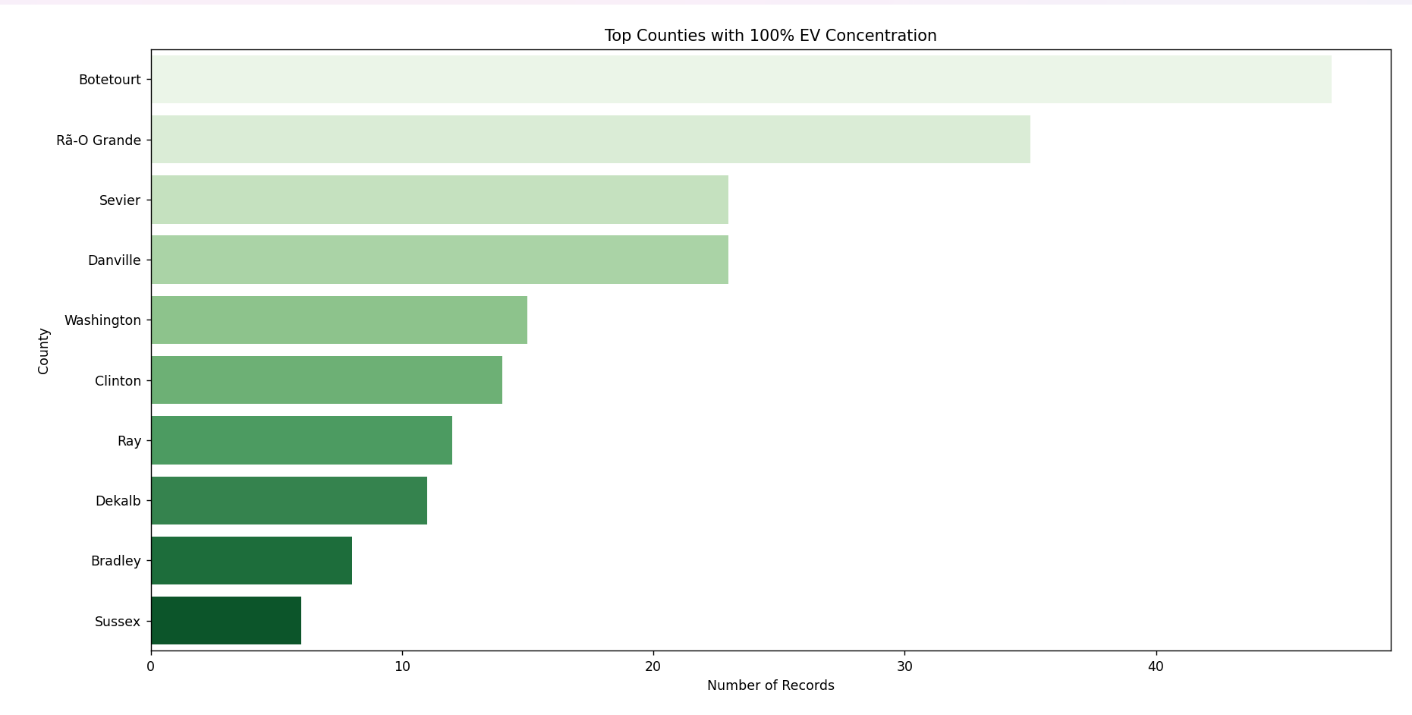 Top Counties with 100% EV Concentration
County
Botetourt
Rã-O Grande
Sevier
Danville
Washington
Clinton
Ray
Dekalb
Bradley
Sussex
0 10 20 30 40
Number of Records